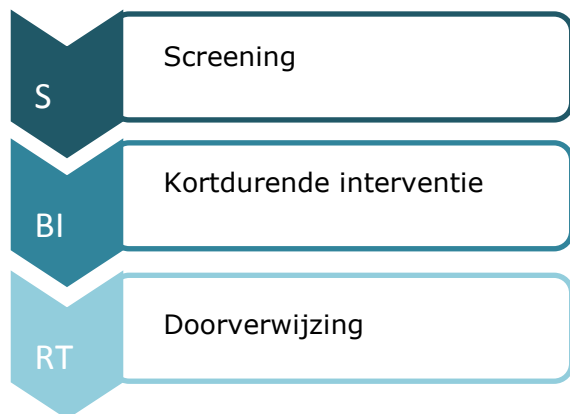 S
Screening
BI
Kortdurende interventie
RT
Doorverwijzing